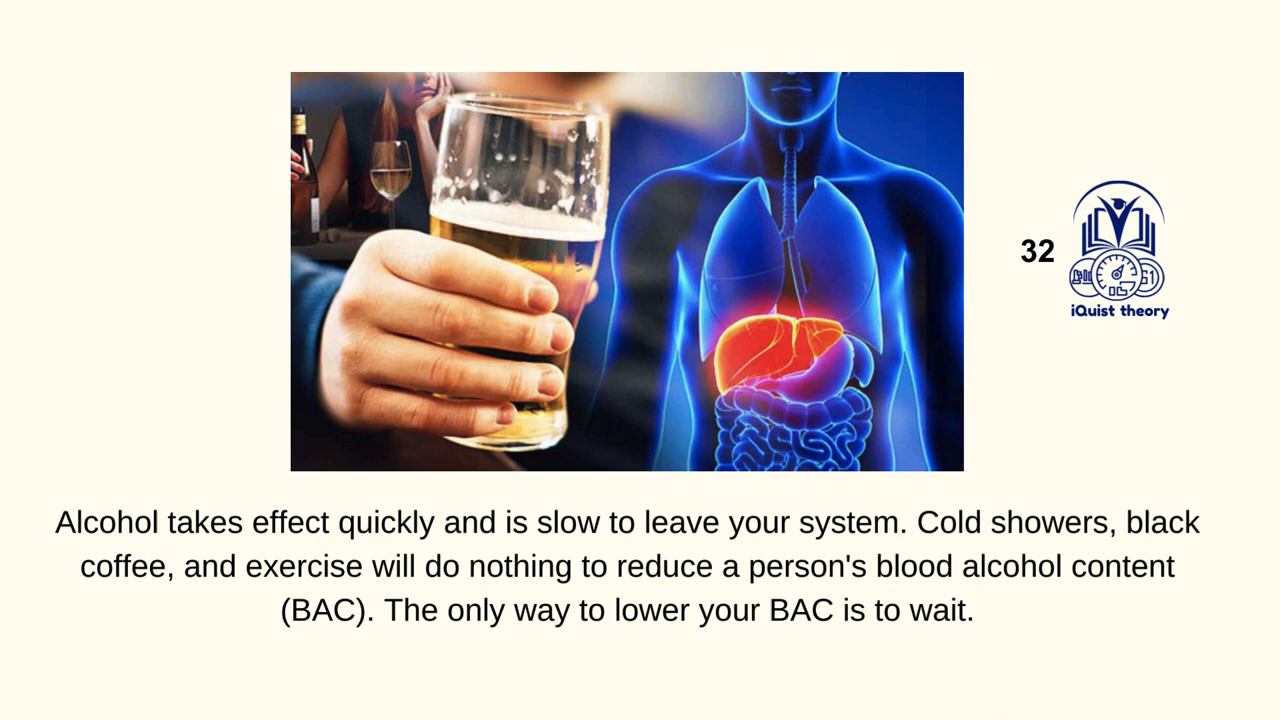 32
iQuist theory
Alcohol takes effect quickly and is slow to leave your system. Cold showers, black
coffee, and exercise will do nothing to reduce a person's blood alcohol content
(BAC). The only way to lower your BAC is to wait.